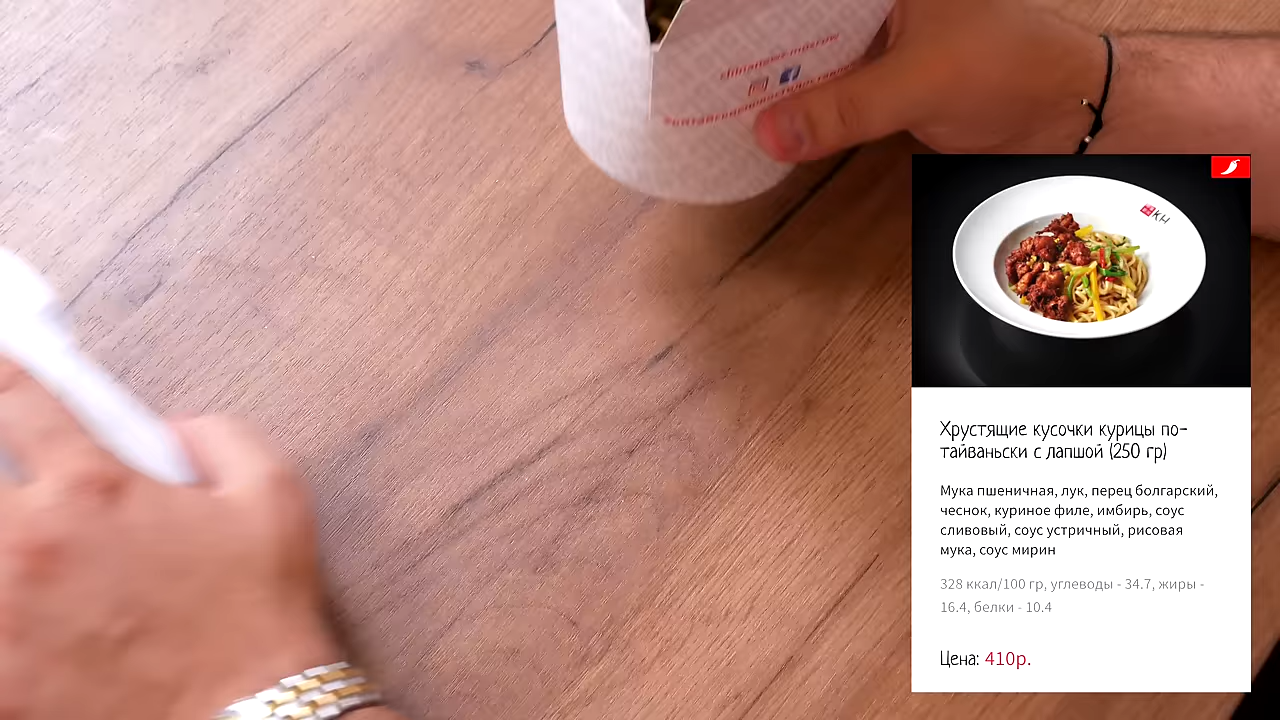 Хрустящие кусочки курицы по-
тайваньски с лапшой (250 гр)
Мука пшеничная, лук, перец болгарский,
чеснок, куриное филе, имбирь, соус
сливовый, соус устричный, рисовая
мука, соус мирин
328 ккал/100 гр, углеводы - 34.7, жиры -
16.4, белки - 10.4
Цена: 410р.
КН